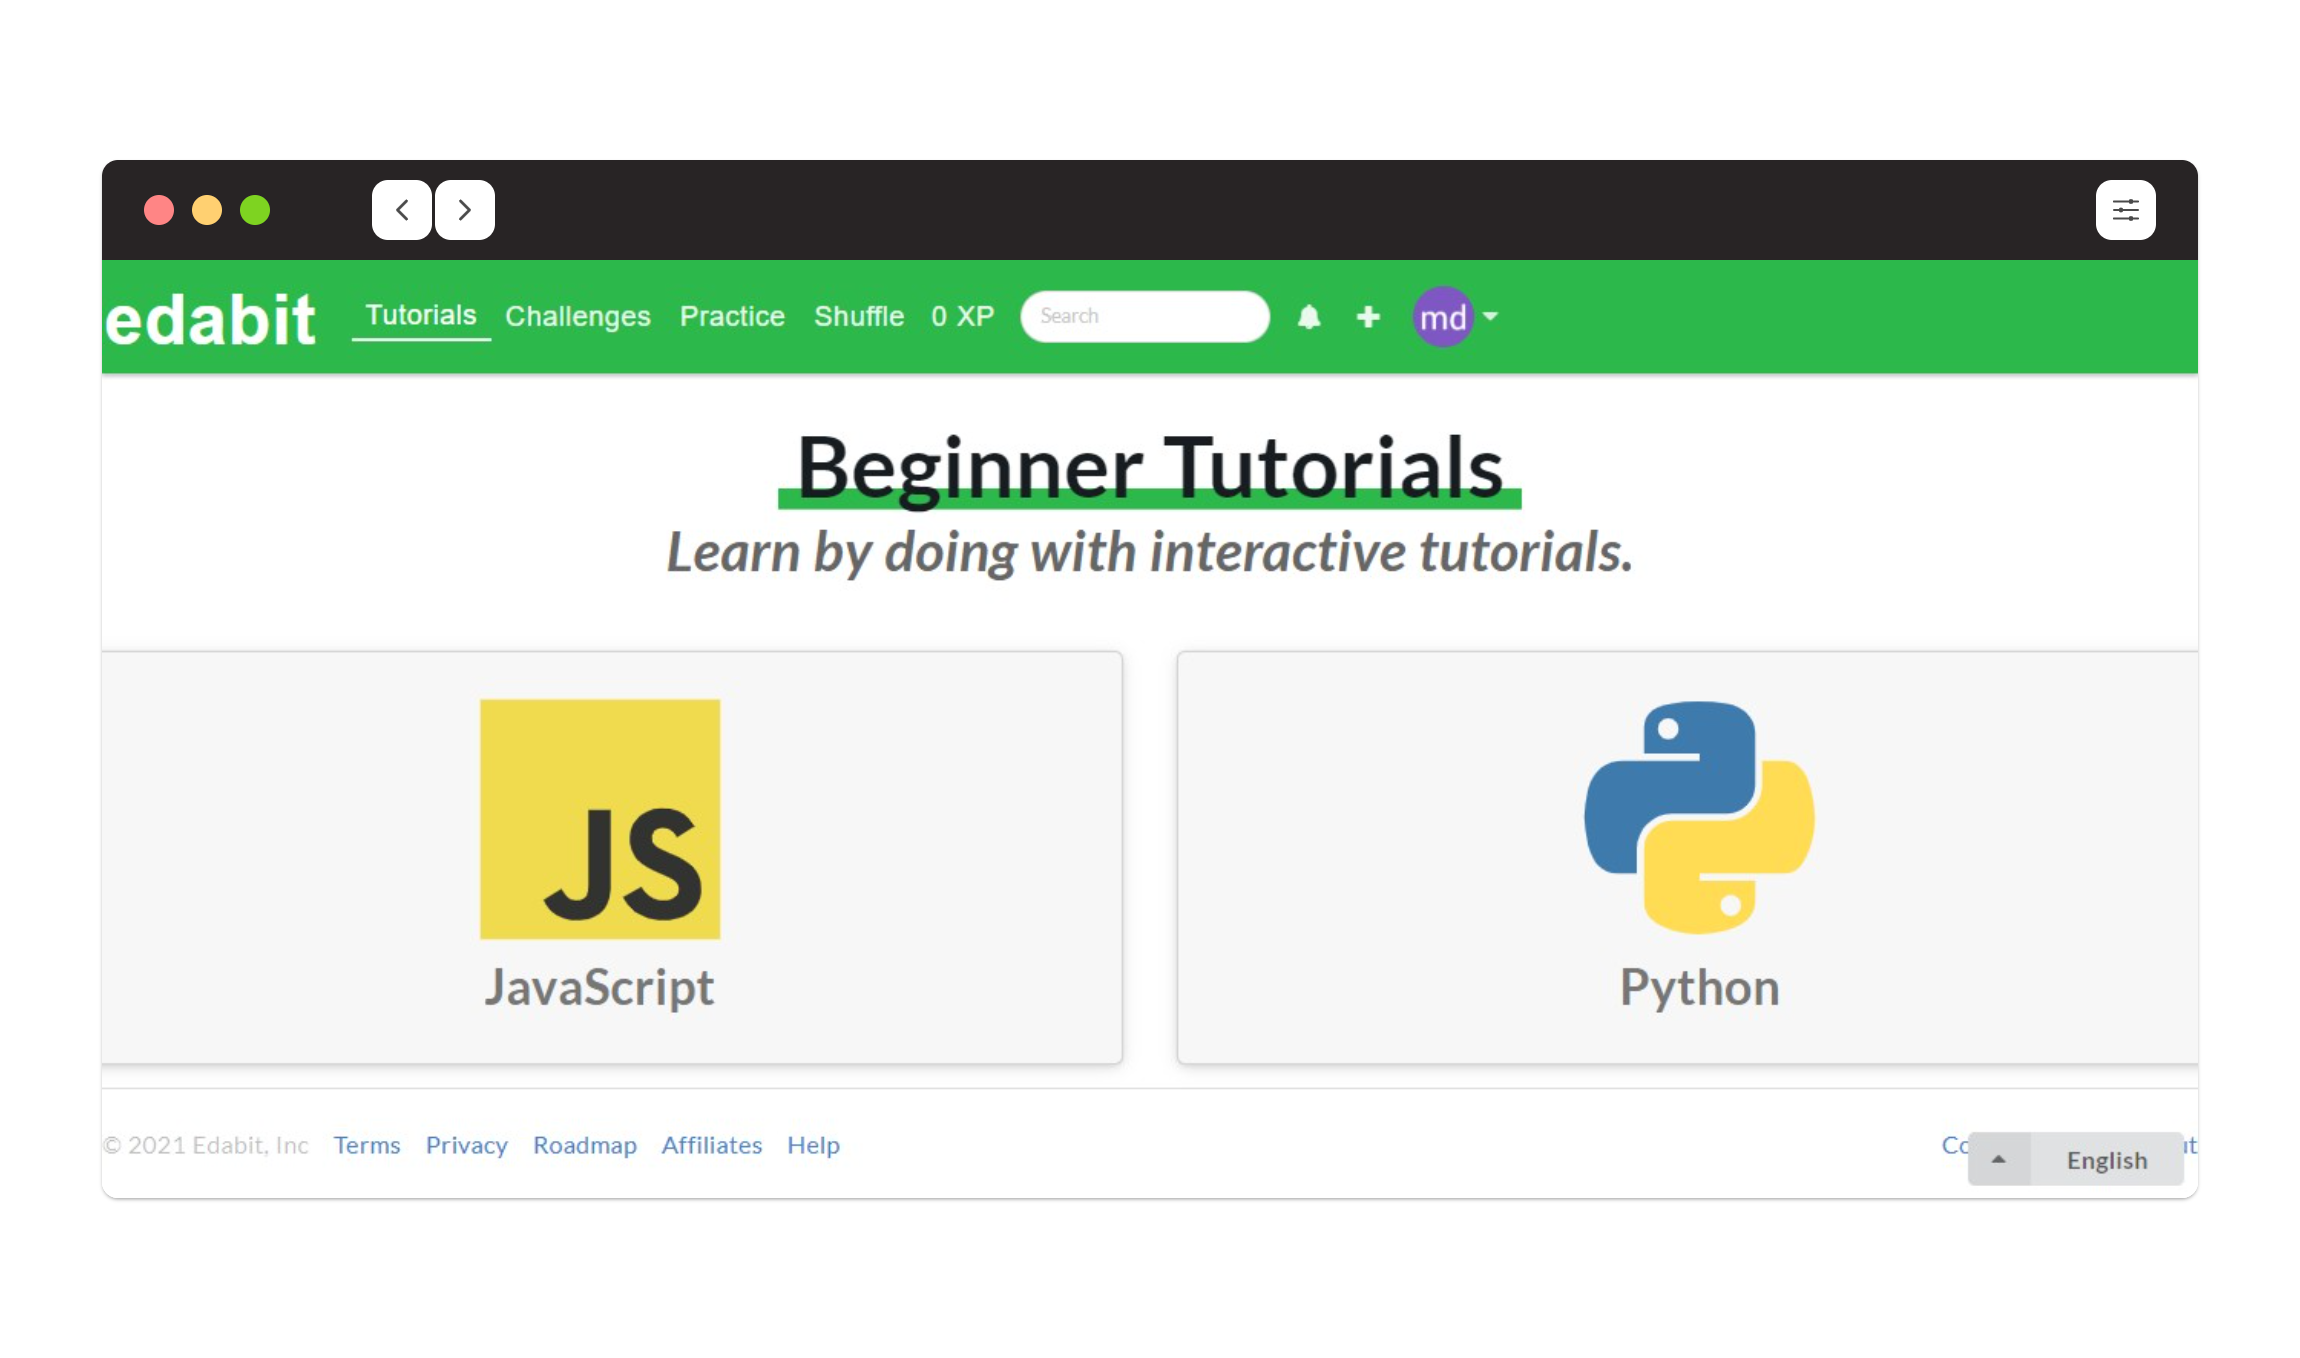 edabit Tutorials Challenges Practice Shuffle 0 XP Search md
Beginner Tutorials
Learn by doing with interactive tutorials.
JS
JavaScript
Python
© 2021 Edabit, Inc Terms Privacy Roadmap Affiliates Help
English